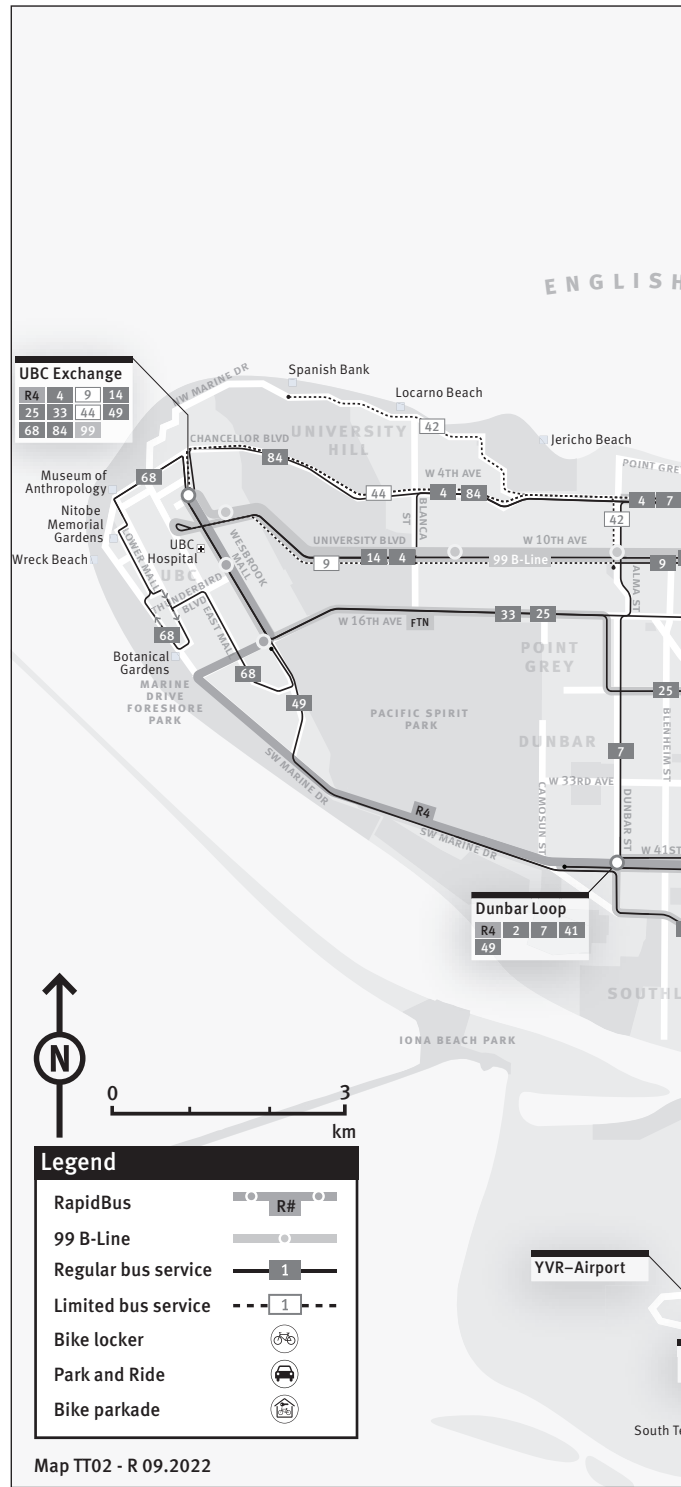 ENGLISH
UBC Exchange
R4 4 9 14
25 33 44 49
68 84 99
NW MARINE DR
Spanish Bank
Locarno Beach
42
Jericho Beach
CHANCELLOR BLVD
84
UNIVERSITY
HILL
POINT GREY
68
Museum of
Anthropology
W 4TH AVE
44
4 84
4 7
Nitobe
Memorial
Gardens
BLANCA
ST
42
Wreck Beach
LOWER MALL
UBC
Hospital
WESBROOK
MALL
UNIVERSITY BLVD
W 10TH AVE
9
14 4
99 B-Line
9
UBC
THUNDERBIRD
BLVD
EAST MALL
ALMA ST
W 16TH AVE
FTN
33 25
68
Botanical
Gardens
68
POINT
GREY
MARINE
DRIVE
FORESHORE
PARK
49
PACIFIC SPIRIT
PARK
25
BLENHEIM ST
DUNBAR
7
SW MARINE DR
W 33RD AVE
CAMOSUN ST
DUNBAR ST
R4
SW MARINE DR
W 41ST
Dunbar Loop
R4 2 7 41
49
SOUTHL
IONA BEACH PARK
N
0 3
km
Legend
RapidBus R#
99 B-Line
Regular bus service 1
Limited bus service 1
Bike locker
Park and Ride
Bike parkade
YVR–Airport
South Te
Map TT02 - R 09.2022